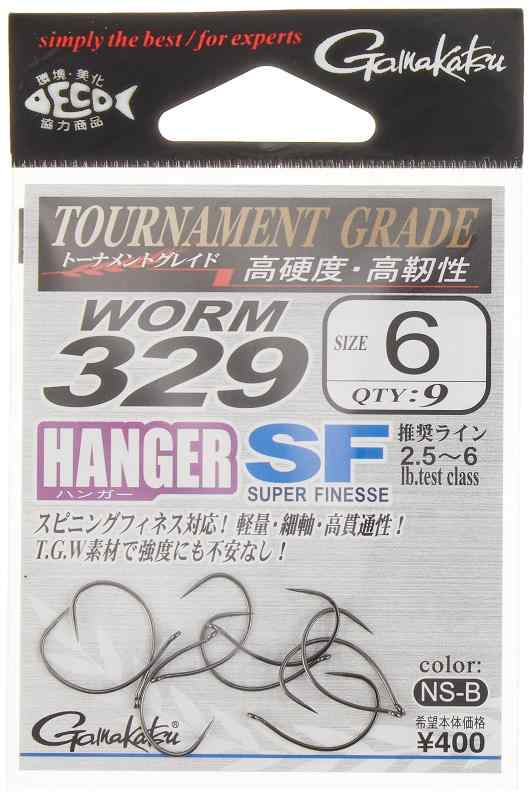 simply the best / for experts
Gamakatsu
環境・美化
DECO
協力商品
TOURNAMENT GRADE
トーナメントグレイド
高硬度・高靭性
WORM
329
SIZE 6
QTY: 9
HANGER
ハンガー
SF
SUPER FINESSE
推奨ライン
2.5～6
lb.test class
スピニングフィネス対応！ 軽量・細軸・高貫通性！
T.G.W素材で強度にも不安なし！
color:
NS-B
希望本体価格
¥400
Gamakatsu®